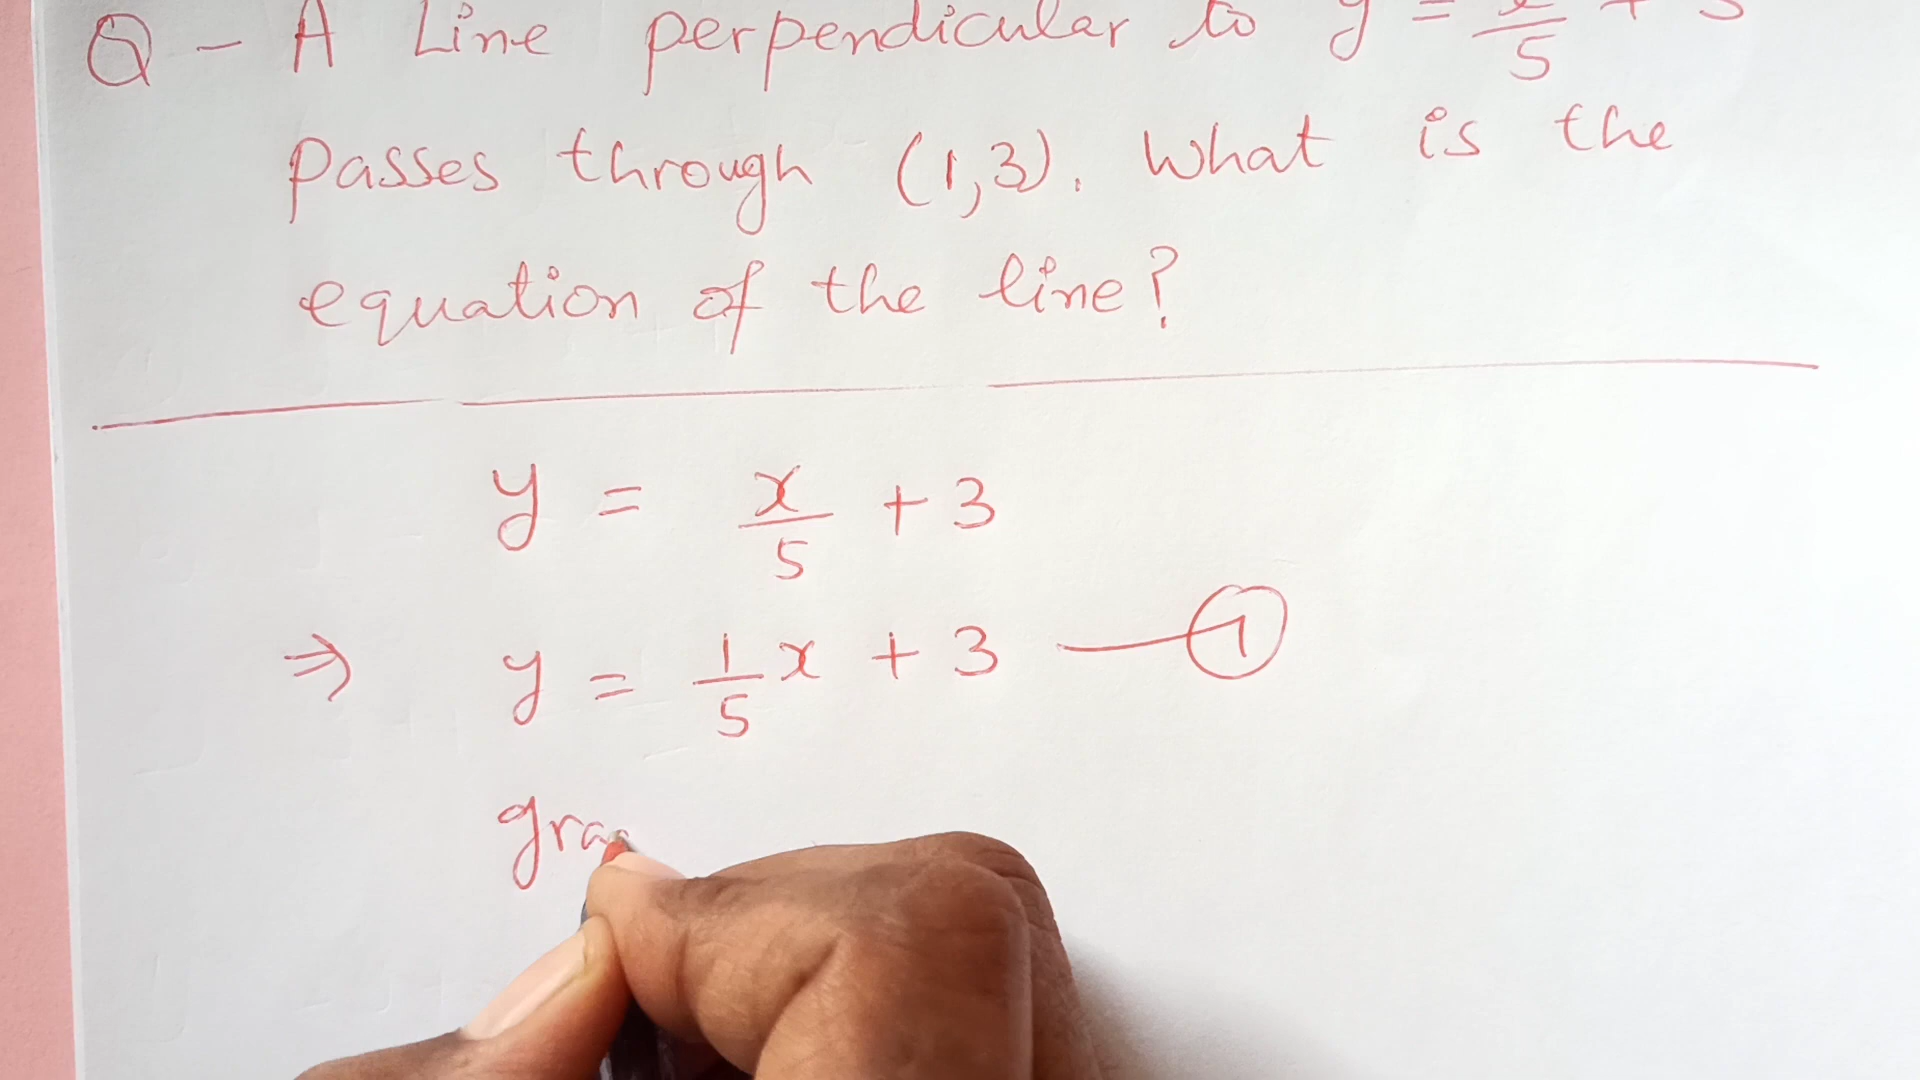 Q - A Line perpendicular to y = x/5 + 3
passes through (1,3). What is the
equation of the line?
y = x/5 + 3
⇒ y = 1/5 x + 3 — 1
gra